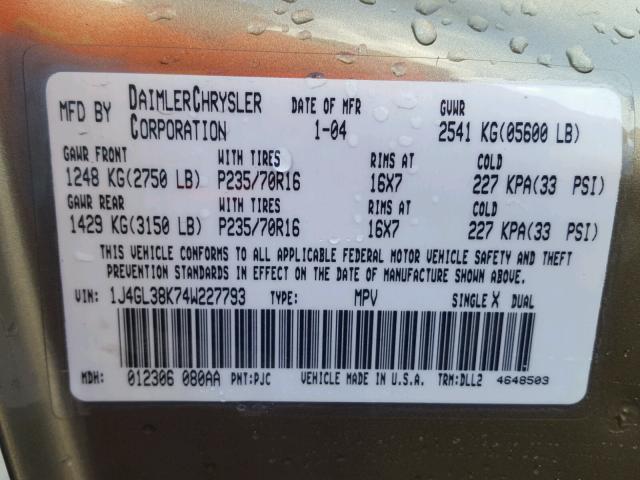 MFD BY DAIMLERCHRYSLER CORPORATION DATE OF MFR 1-04 GVWR 2541 KG(05600 LB)
GAWR FRONT WITH TIRES RIMS AT COLD
1248 KG(2750 LB) P235/70R16 16X7 227 KPA(33 PSI)
GAWR REAR WITH TIRES RIMS AT COLD
1429 KG(3150 LB) P235/70R16 16X7 227 KPA(33 PSI)
THIS VEHICLE CONFORMS TO ALL APPLICABLE FEDERAL MOTOR VEHICLE SAFETY AND THEFT
PREVENTION STANDARDS IN EFFECT ON THE DATE OF MANUFACTURE SHOWN ABOVE.
VIN: 1J4GL38K74W227793 TYPE: MPV SINGLE X DUAL
MDH: 012306 080AA PNT:PJC VEHICLE MADE IN U.S.A. TRM:DLL2 4648503